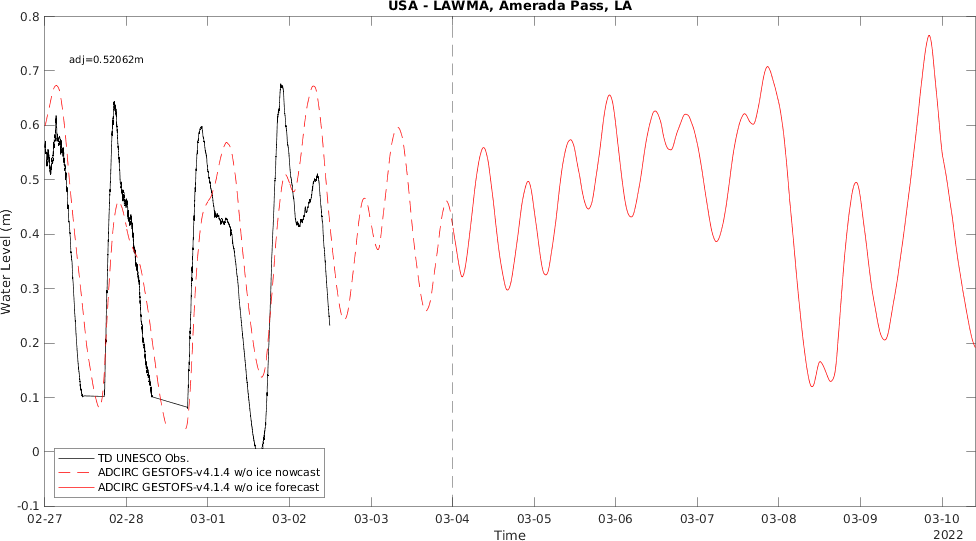 USA - LAWMA, Amerada Pass, LA
0.8
0.7
0.6
0.5
0.4
0.3
0.2
0.1
0
-0.1
Water Level (m)
adj=0.52062m
TD UNESCO Obs.
ADCIRC GESTOFS-v4.1.4 w/o ice nowcast
ADCIRC GESTOFS-v4.1.4 w/o ice forecast
02-27 02-28 03-01 03-02 03-03 03-04 03-05 03-06 03-07 03-08 03-09 03-10
Time
2022